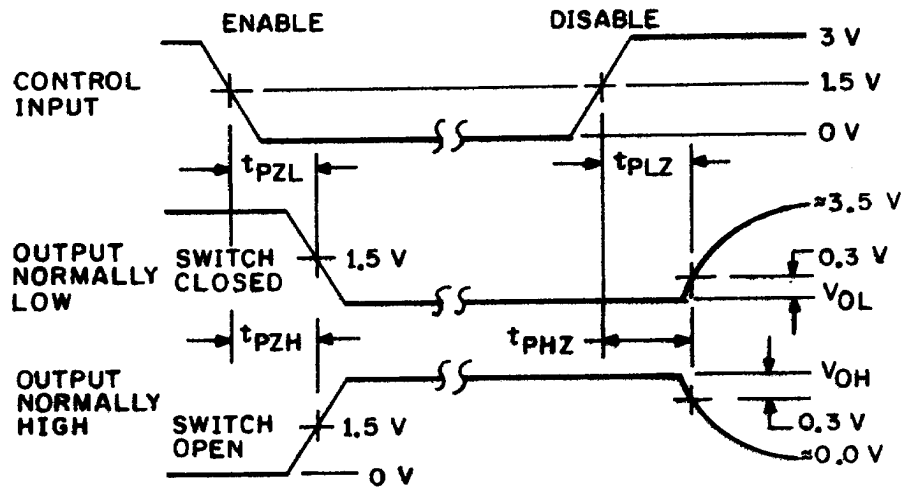 ENABLE
DISABLE
3 V
CONTROL
INPUT
1.5 V
0 V
tPZL
tPLZ
≈3.5 V
OUTPUT
NORMALLY
LOW
SWITCH
CLOSED
1.5 V
0.3 V
VOL
tPZH
tPHZ
OUTPUT
NORMALLY
HIGH
SWITCH
OPEN
1.5 V
VOH
0.3 V
≈0.0 V
0 V